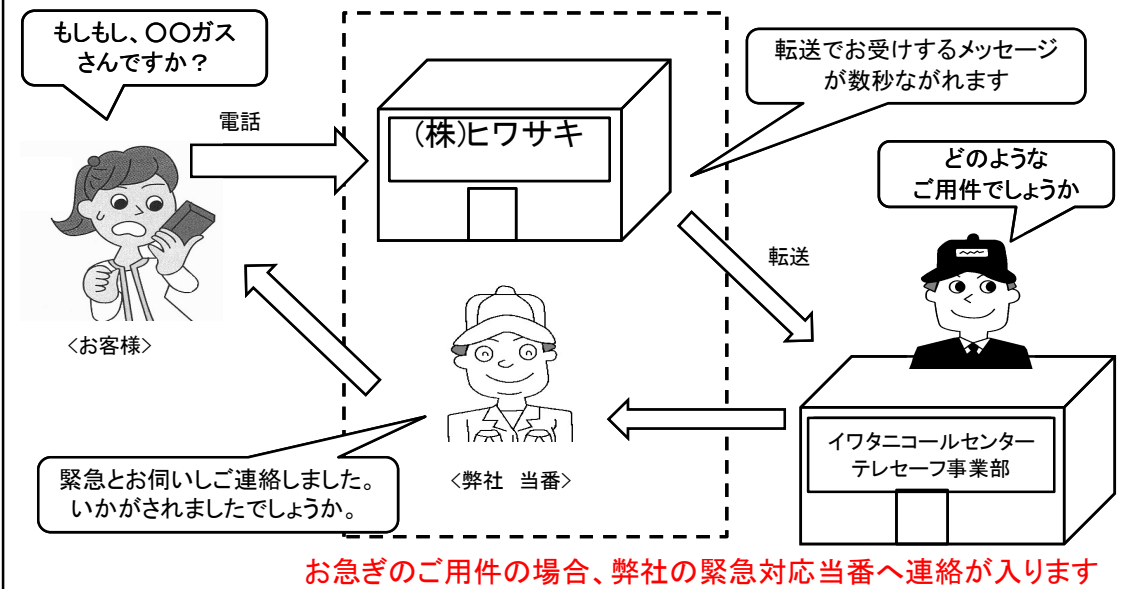 もしもし、〇〇ガス
さんですか？
電話
(株)ヒワサキ
転送でお受けするメッセージ
が数秒ながれます
どのような
ご用件でしょうか
転送
<お客様>
<弊社　当番>
イワタニコールセンター
テレセーフ事業部
緊急とお伺いしご連絡しました。
いかがされましたでしょうか。
お急ぎのご用件の場合、弊社の緊急対応当番へ連絡が入ります